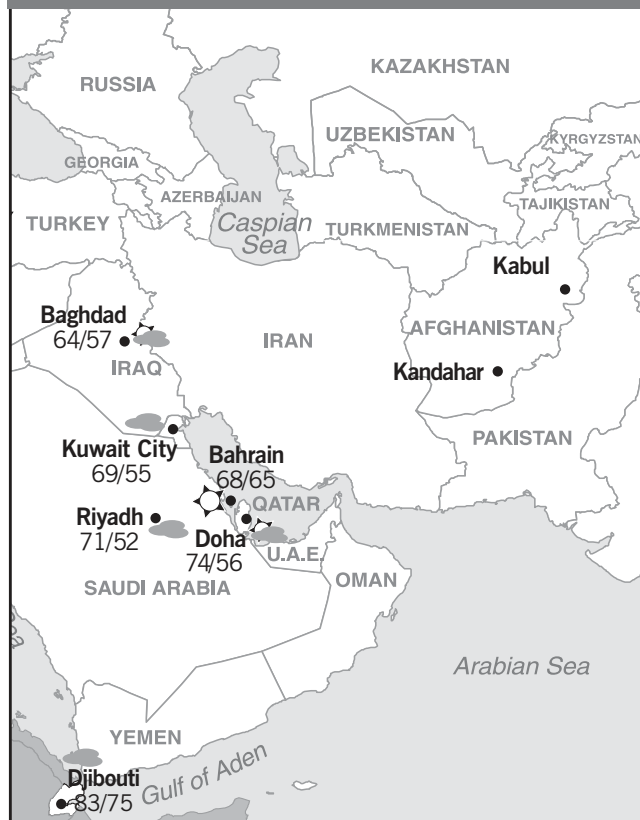 RUSSIA
KAZAKHSTAN
UZBEKISTAN
KYRGYZSTAN
GEORGIA
AZERBAIJAN
TAJIKISTAN
TURKEY
Caspian
Sea
TURKMENISTAN
Kabul
Baghdad
64/57
IRAQ
IRAN
AFGHANISTAN
Kandahar
PAKISTAN
Kuwait City
69/55
Bahrain
68/65
QATAR
Riyadh
71/52
Doha
74/56
U.A.E.
OMAN
SAUDI ARABIA
Arabian Sea
YEMEN
Djibouti
83/75
Gulf of Aden